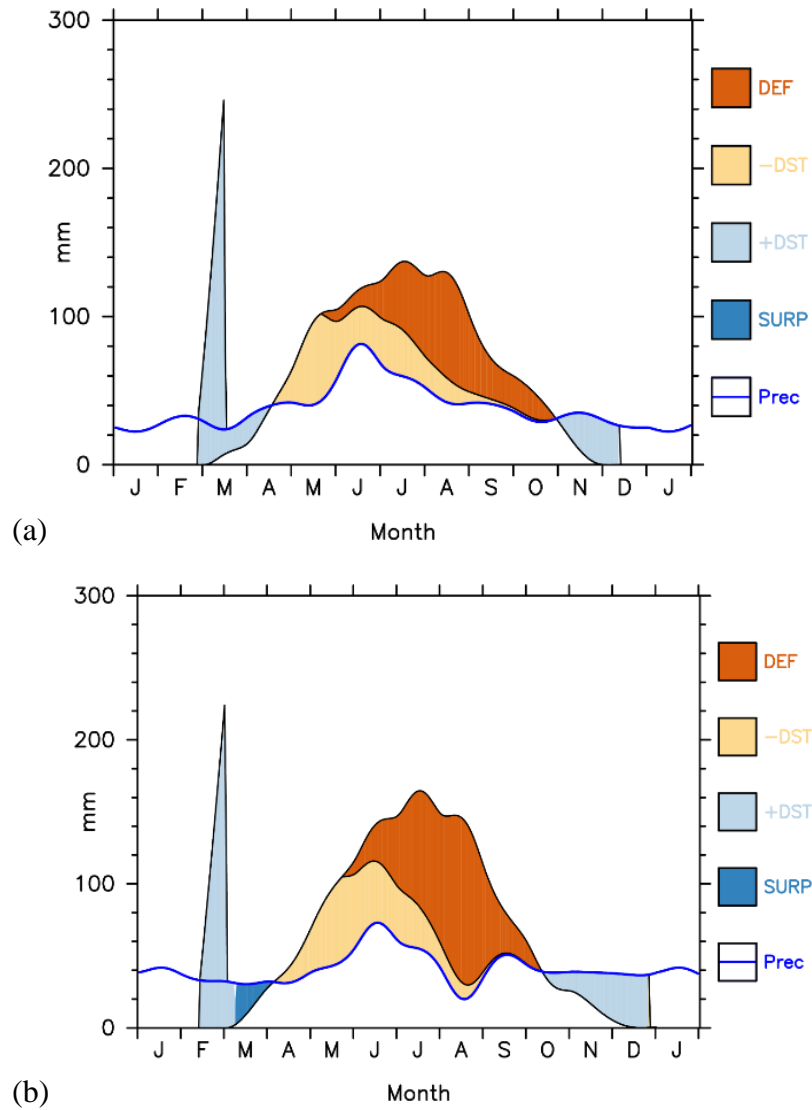 300
200
100
0
mm
J F M A M J J A S O N D J
Month
DEF
−DST
+DST
SURP
Prec
(a)
300
200
100
0
mm
J F M A M J J A S O N D J
Month
DEF
−DST
+DST
SURP
Prec
(b)